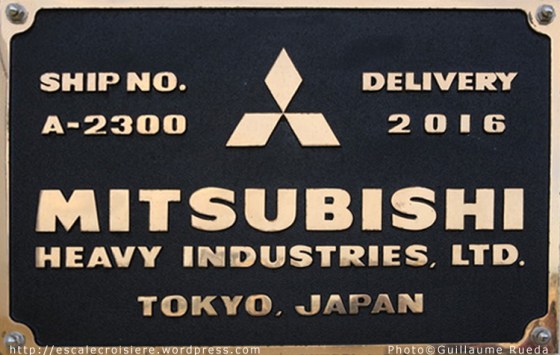 SHIP NO.
A-2300
DELIVERY
2016
MITSUBISHI
HEAVY INDUSTRIES, LTD.
TOKYO, JAPAN
http://escalecroisiere.wordpress.com
Photo©Guillaume Rueda